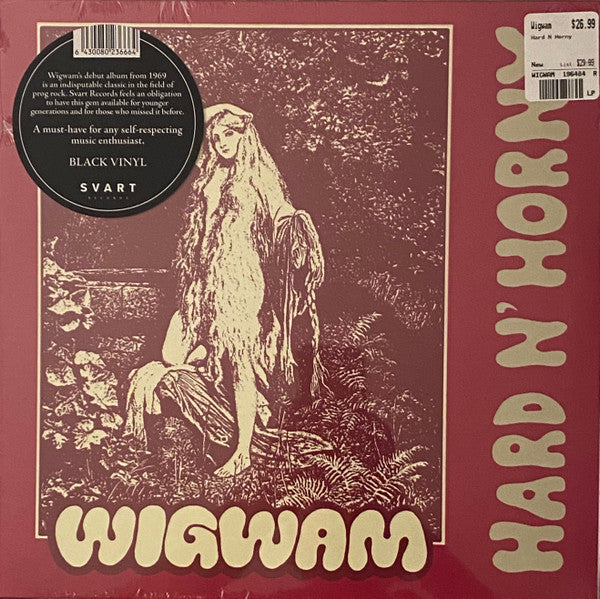 6 430080 236664
Wigwam's debut album from 1969
is an indisputable classic in the field of
prog rock. Svart Records feels an obligation
to have this gem available for younger
generations and for those who missed it before.
A must-have for any self-respecting
music enthusiast.
BLACK VINYL
SVART
RECORDS
Wigwam $26.99
Hard N Horny
New List $29.99
WIGWAM 196484 R
LP
HARD N' HORNY
WIGWAM